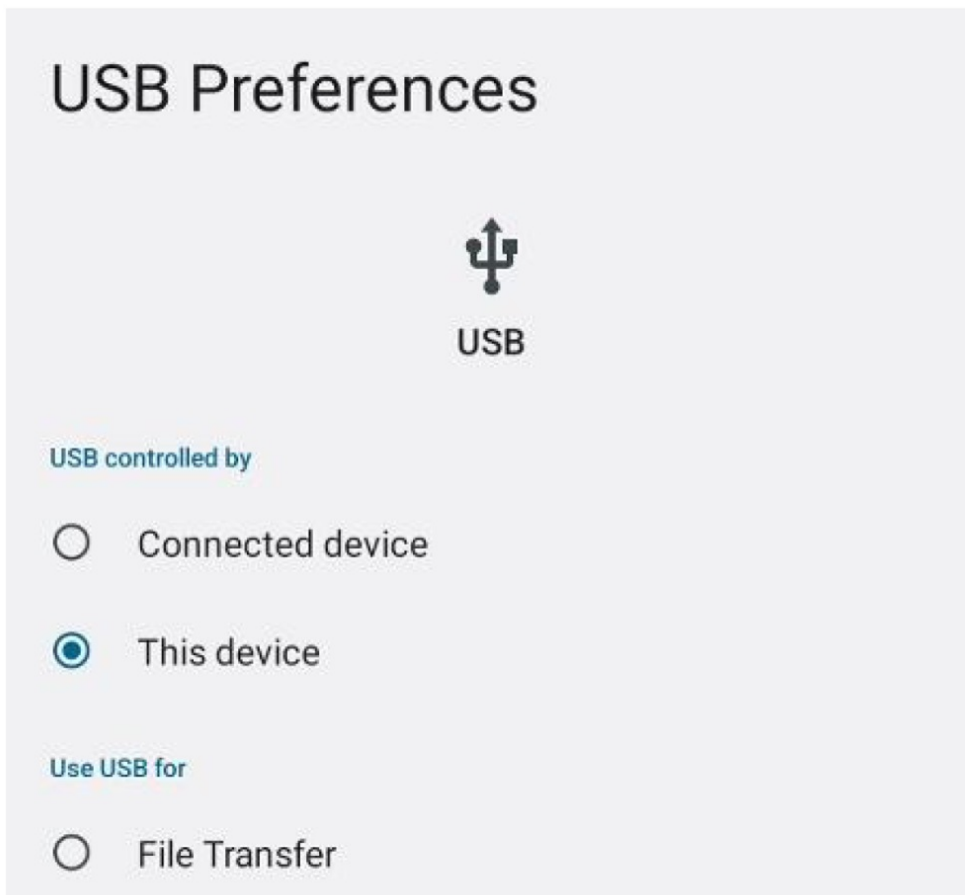 USB Preferences
USB
USB controlled by
Connected device
This device
Use USB for
File Transfer